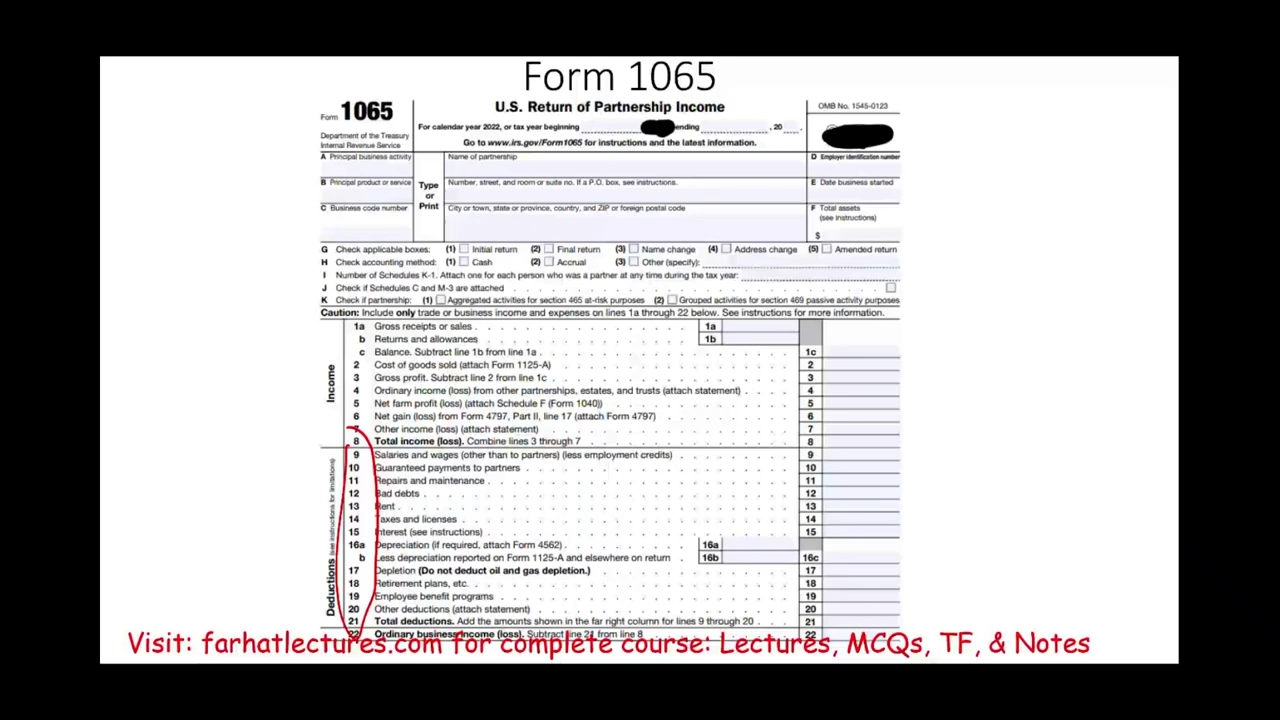 Form 1065
Form 1065
Department of the Treasury
Internal Revenue Service
U.S. Return of Partnership Income
For calendar year 2022, or tax year beginning ending , 20
Go to www.irs.gov/Form1065 for instructions and the latest information.
OMB No. 1545-0123
A Principal business activity
B Principal product or service
C Business code number
Type
or
Print
Name of partnership
Number, street, and room or suite no. If a P.O. box, see instructions.
City or town, state or province, country, and ZIP or foreign postal code
D Employer identification number
E Date business started
F Total assets
(see instructions)
$
G Check applicable boxes: (1) Initial return (2) Final return (3) Name change (4) Address change (5) Amended return
H Check accounting method: (1) Cash (2) Accrual (3) Other (specify):
I Number of Schedules K-1. Attach one for each person who was a partner at any time during the tax year:
J Check if Schedules C and M-3 are attached
K Check if partnership: (1) Aggregated activities for section 465 at-risk purposes (2) Grouped activities for section 469 passive activity purposes
Caution: Include only trade or business income and expenses on lines 1a through 22 below. See instructions for more information.
Income
1a Gross receipts or sales 1a
b Returns and allowances 1b
c Balance. Subtract line 1b from line 1a 1c
2 Cost of goods sold (attach Form 1125-A) 2
3 Gross profit. Subtract line 2 from line 1c 3
4 Ordinary income (loss) from other partnerships, estates, and trusts (attach statement) 4
5 Net farm profit (loss) (attach Schedule F (Form 1040)) 5
6 Net gain (loss) from Form 4797, Part II, line 17 (attach Form 4797) 6
7 Other income (loss) (attach statement) 7
8 Total income (loss). Combine lines 3 through 7 8
Deductions (see instructions for limitations)
9 Salaries and wages (other than to partners) (less employment credits) 9
10 Guaranteed payments to partners 10
11 Repairs and maintenance 11
12 Bad debts 12
13 Rent 13
14 Taxes and licenses 14
15 Interest (see instructions) 15
16a Depreciation (if required, attach Form 4562) 16a
b Less depreciation reported on Form 1125-A and elsewhere on return 16b 16c
17 Depletion (Do not deduct oil and gas depletion.) 17
18 Retirement plans, etc. 18
19 Employee benefit programs 19
20 Other deductions (attach statement) 20
21 Total deductions. Add the amounts shown in the far right column for lines 9 through 20 21
22 Ordinary business income (loss). Subtract line 21 from line 8 22
Visit: farhatlectures.com for complete course: Lectures, MCQs, TF, & Notes